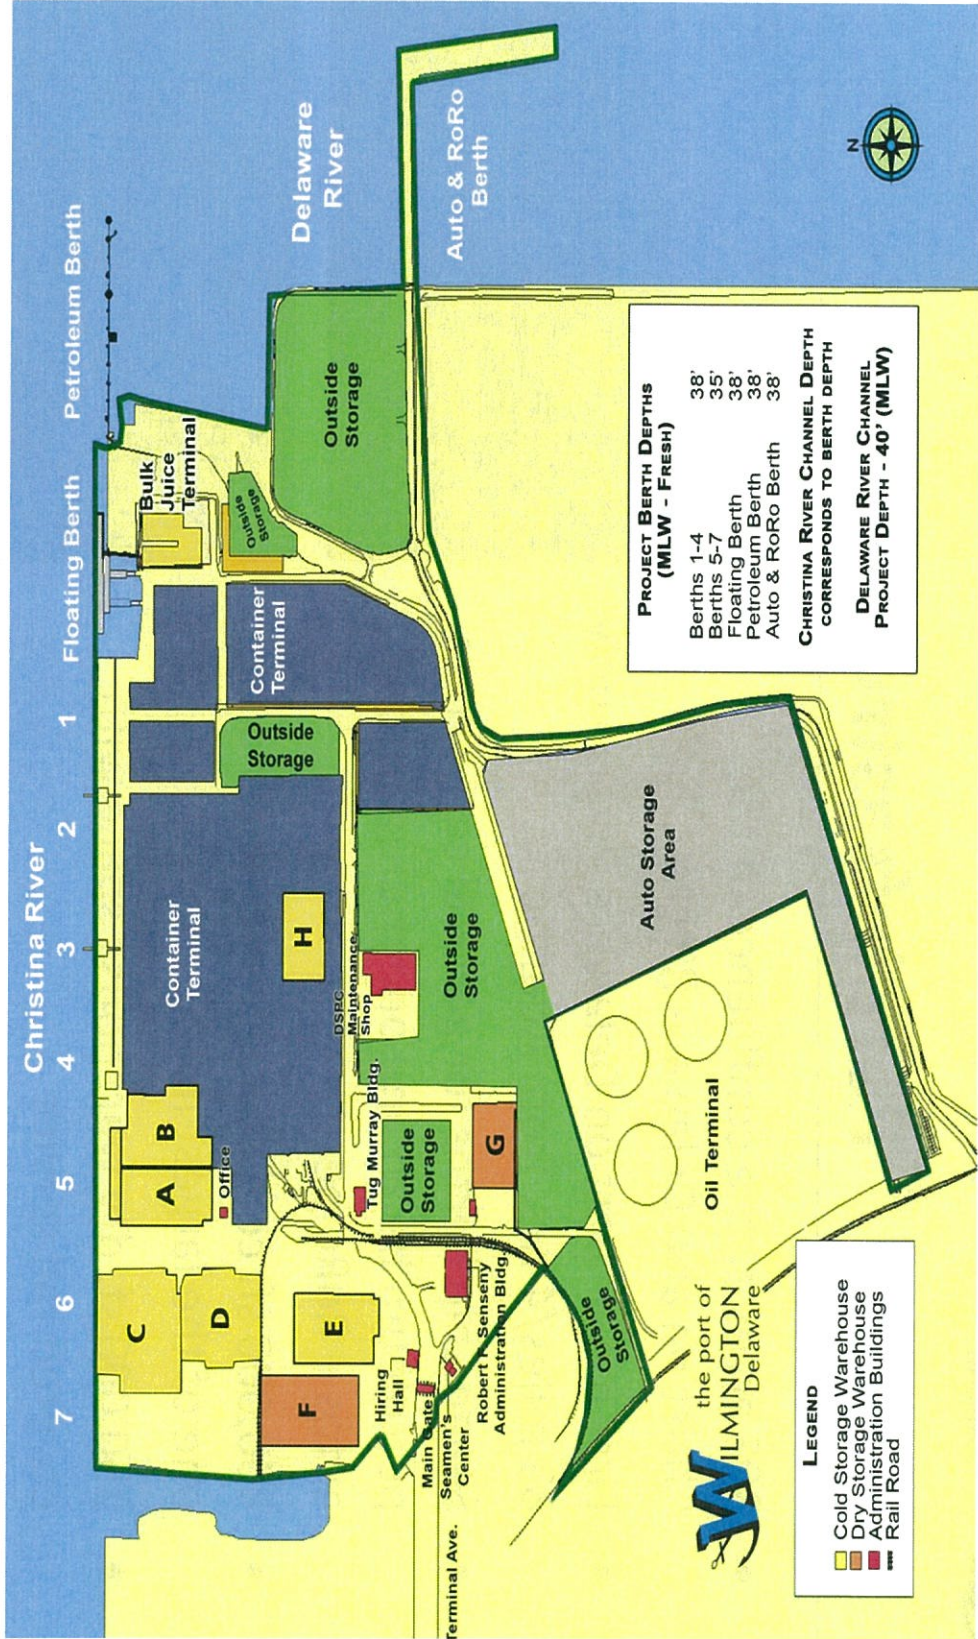 Christina River
7
6
5
4
3
2
1
Floating Berth
Petroleum Berth
Delaware
River
Auto & RoRo
Berth
N
C
D
A
B
Office
Container
Terminal
H
Outside
Storage
Container
Terminal
Bulk
Juice
Terminal
Outside
Storage
Outside
Storage
F
E
Hiring
Hall
Main Gate
Seamen's
Center
Terminal Ave.
Robert F. Senseny
Administration Bldg.
Tug Murray Bldg.
Outside
Storage
G
DSPC
Maintenance
Shop
Outside
Storage
Outside
Storage
Oil Terminal
Auto Storage
Area
the port of
WILMINGTON
Delaware
LEGEND
Cold Storage Warehouse
Dry Storage Warehouse
Administration Buildings
Rail Road
PROJECT BERTH DEPTHS
(MLW - FRESH)
Berths 1-4 38'
Berths 5-7 35'
Floating Berth 38'
Petroleum Berth 38'
Auto & RoRo Berth 38'
CHRISTINA RIVER CHANNEL DEPTH
CORRESPONDS TO BERTH DEPTH
DELAWARE RIVER CHANNEL
PROJECT DEPTH - 40' (MLW)